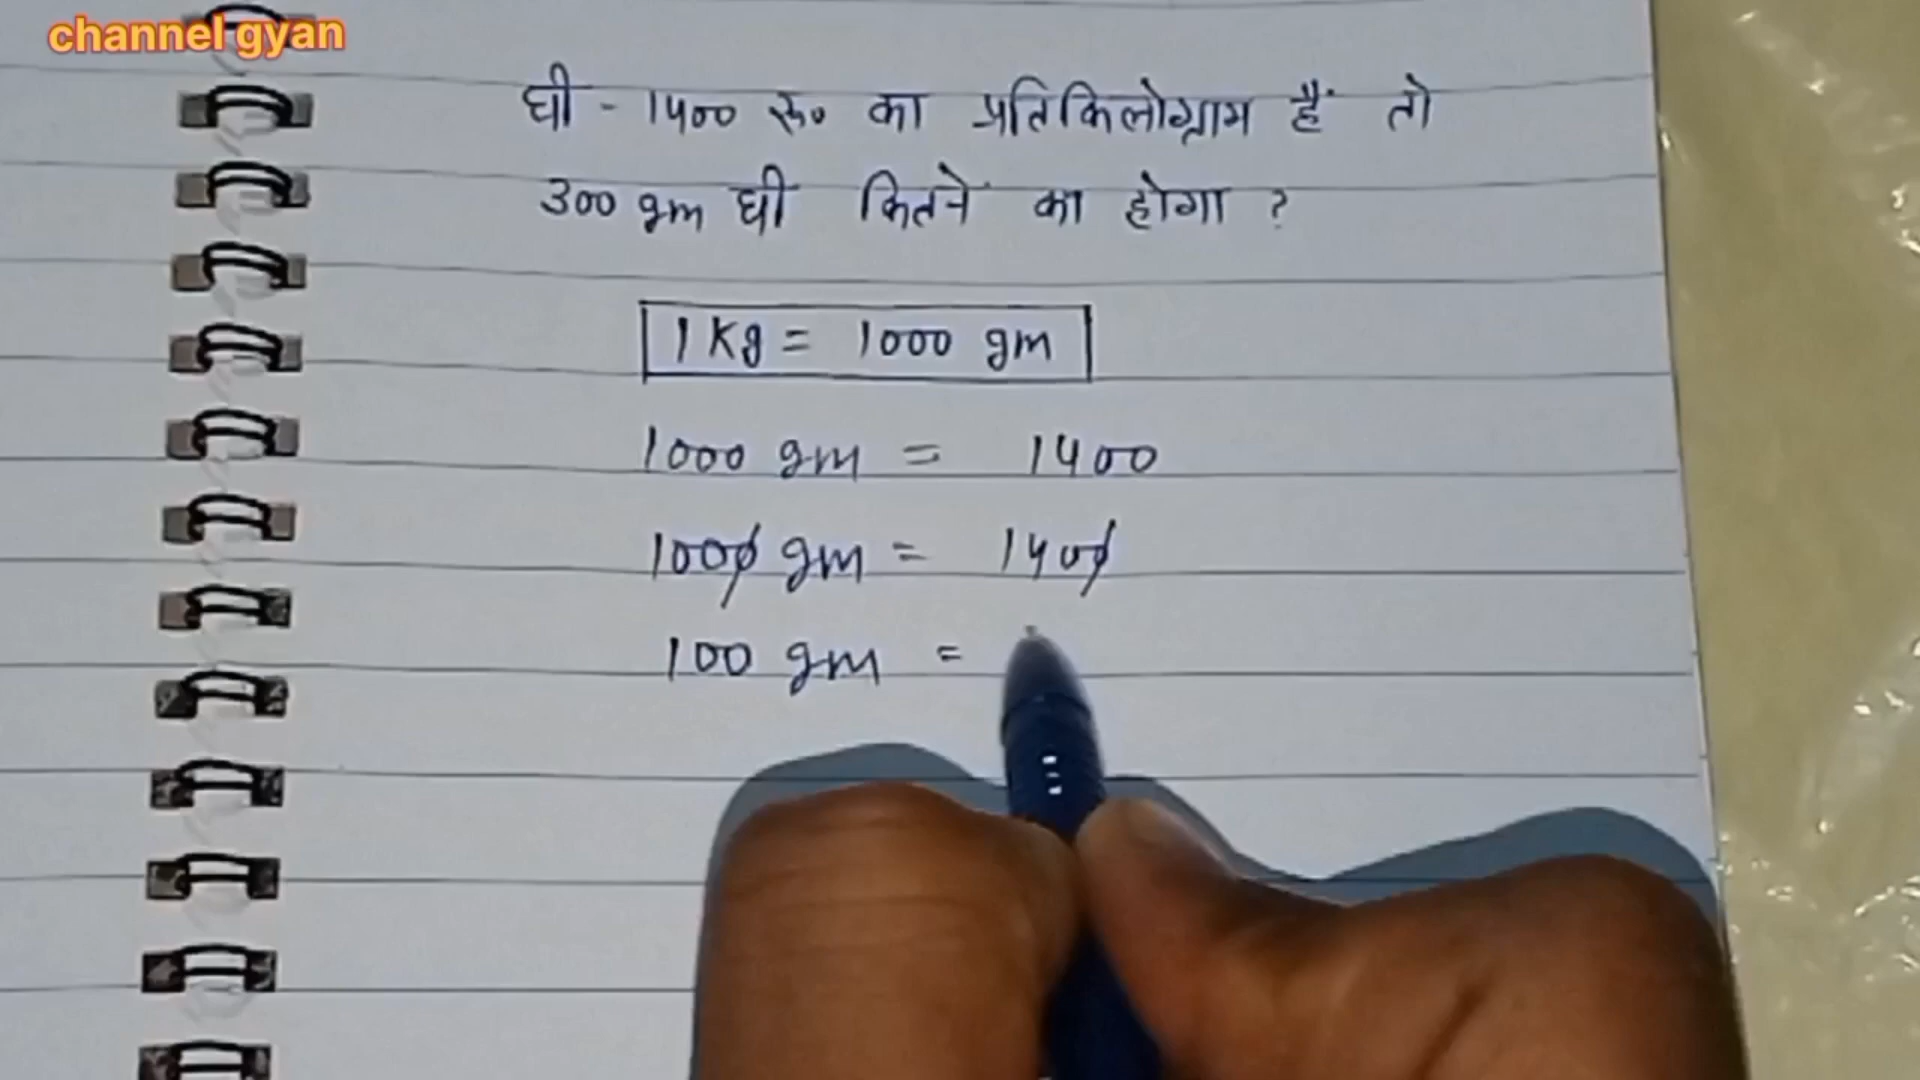 channel gyan
घी - 1400 रू० का प्रतिकिलोग्राम हैं तो
300 gm घी कितने का होगा ?
1 Kg = 1000 gm
1000 gm = 1400
1000 gm = 1400
100 gm =